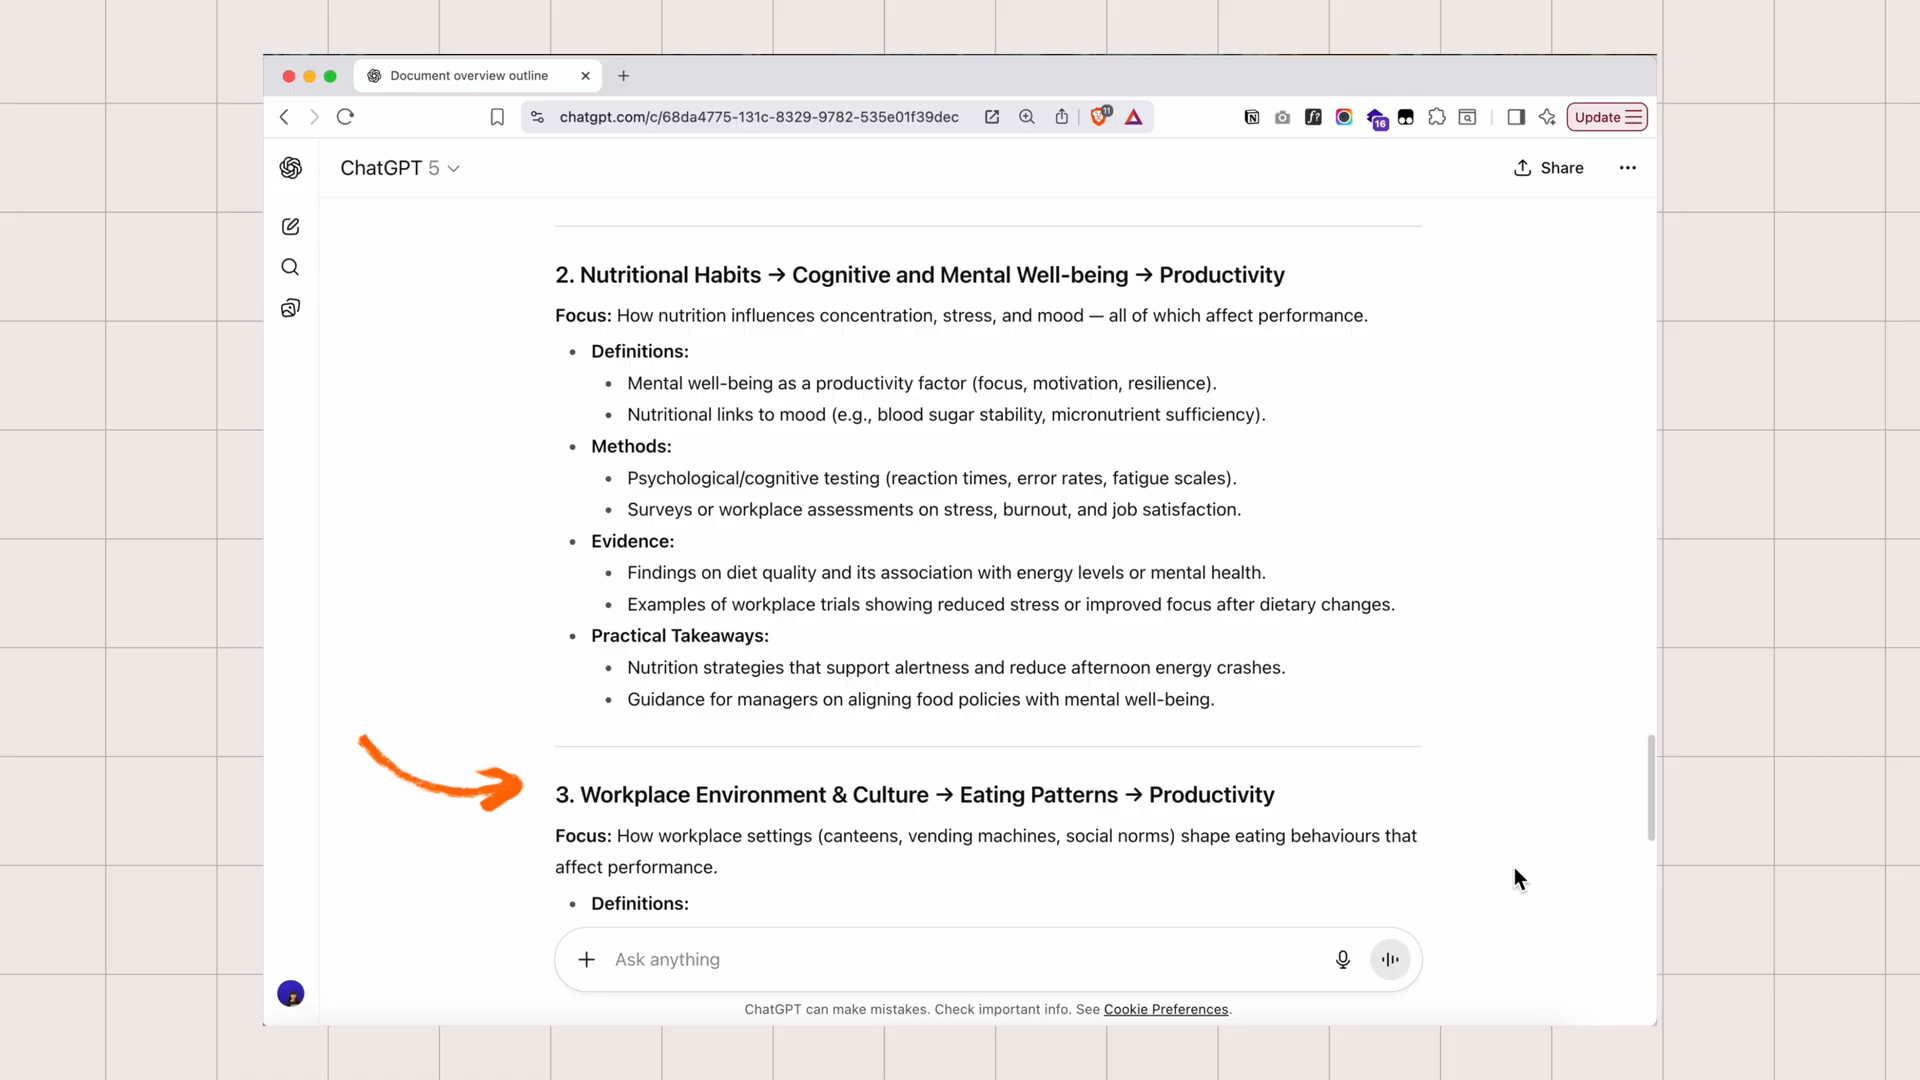 Document overview outline
chatgpt.com/c/68da4775-131c-8329-9782-535e01f39dec
11
16
Update
ChatGPT 5
Share
2. Nutritional Habits → Cognitive and Mental Well-being → Productivity
Focus: How nutrition influences concentration, stress, and mood — all of which affect performance.
• Definitions:
• Mental well-being as a productivity factor (focus, motivation, resilience).
• Nutritional links to mood (e.g., blood sugar stability, micronutrient sufficiency).
• Methods:
• Psychological/cognitive testing (reaction times, error rates, fatigue scales).
• Surveys or workplace assessments on stress, burnout, and job satisfaction.
• Evidence:
• Findings on diet quality and its association with energy levels or mental health.
• Examples of workplace trials showing reduced stress or improved focus after dietary changes.
• Practical Takeaways:
• Nutrition strategies that support alertness and reduce afternoon energy crashes.
• Guidance for managers on aligning food policies with mental well-being.
3. Workplace Environment & Culture → Eating Patterns → Productivity
Focus: How workplace settings (canteens, vending machines, social norms) shape eating behaviours that
affect performance.
• Definitions:
Ask anything
ChatGPT can make mistakes. Check important info. See Cookie Preferences.